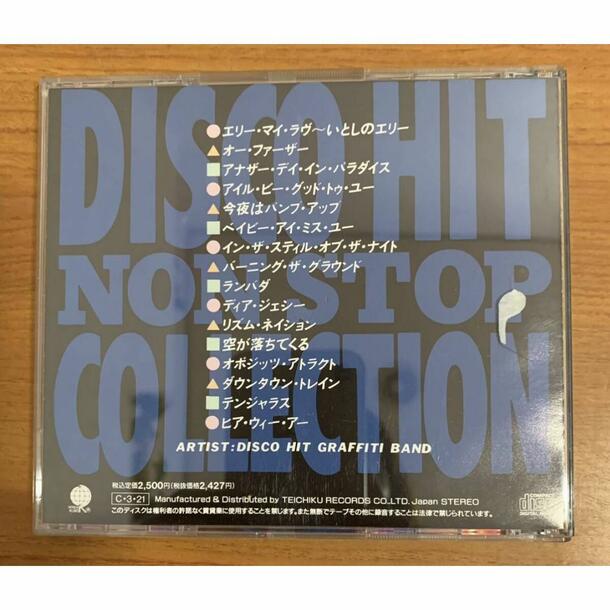 DISCO HIT
NON STOP
COLLECTION
エリー・マイ・ラヴ〜いとしのエリー
オー・ファーザー
アナザー・デイ・イン・パラダイス
アイル・ビー・グッド・トゥ・ユー
今夜はパンプ・アップ
ベイビー・アイ・ミス・ユー
イン・ザ・スティル・オブ・ザ・ナイト
バーニング・ザ・グラウンド
ランバダ
ディア・ジェシー
リズム・ネイション
空が落ちてくる
オポジッツ・アトラクト
ダウンタウン・トレイン
デンジャラス
ヒア・ウィー・アー
ARTIST:DISCO HIT GRAFFITI BAND
税込定価2,500円(税抜価格2,427円)
C・3・21 Manufactured & Distributed by TEICHIKU RECORDS CO.,LTD. Japan STEREO
このディスクは権利者の許諾なく賃貸業に使用することを禁じます。また無断でテープその他に録音することは法律で禁じられています。
COMPACT
disc
DIGITAL AUDIO